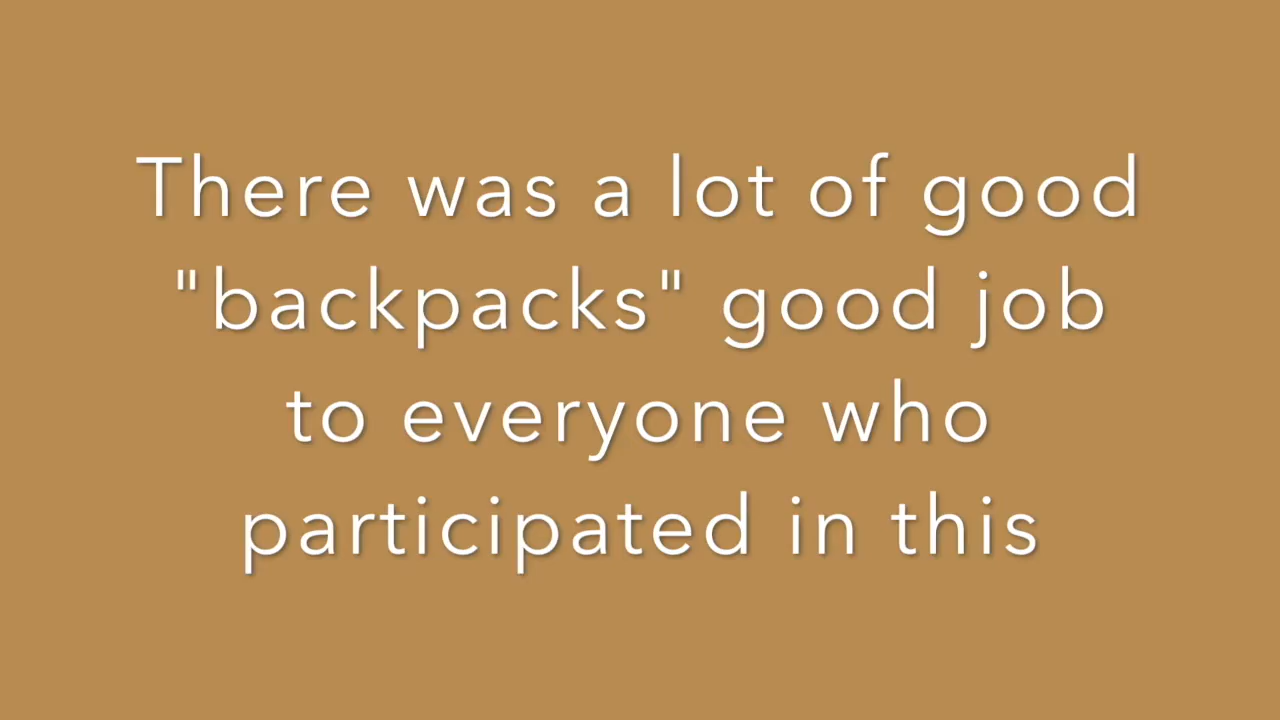 There was a lot of good
"backpacks" good job
to everyone who
participated in this